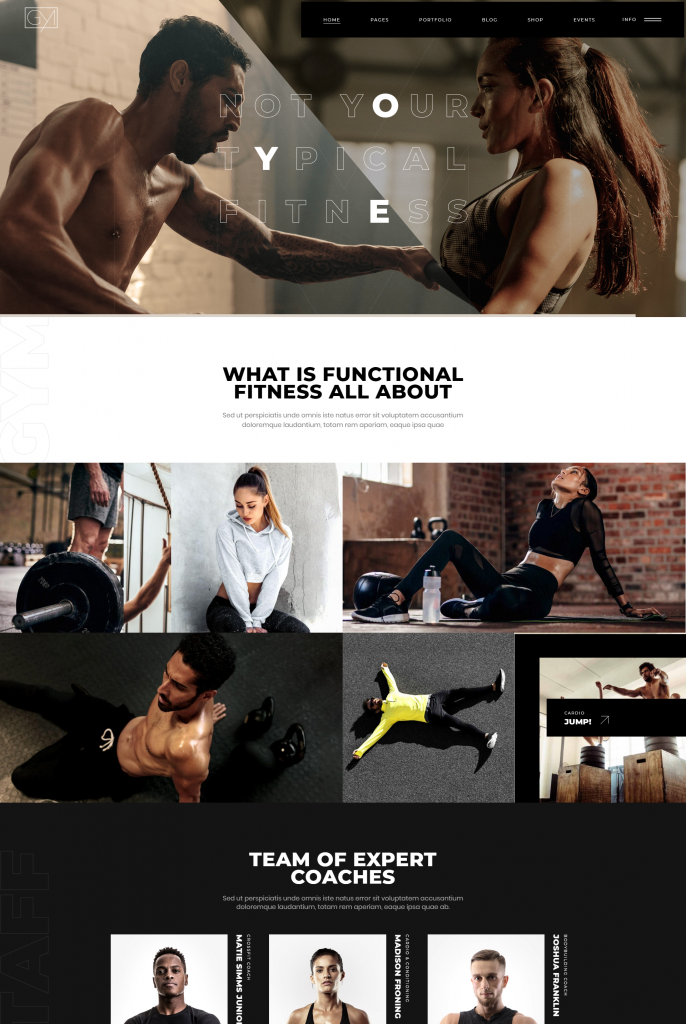 GYM
HOME PAGES PORTFOLIO BLOG SHOP EVENTS INFO
NOT YOUR
TYPICAL
FITNESS
GYM
WHAT IS FUNCTIONAL
FITNESS ALL ABOUT
Sed ut perspiciatis unde omnis iste natus error sit voluptatem accusantium
doloremque laudantium, totam rem aperiam, eaque ipsa quae
CARDIO
JUMP!
TAFF
TEAM OF EXPERT
COACHES
Sed ut perspiciatis unde omnis iste natus error sit voluptatem accusantium
doloremque laudantium, totam rem aperiam, eaque ipsa quae ab.
CROSSFIT COACH
MATIE SIMMS JUNIOR
CARDIO & CONDITIONING
MADISON FRONING
BODYBUILDING COACH
JOSHUA FRANKLIN